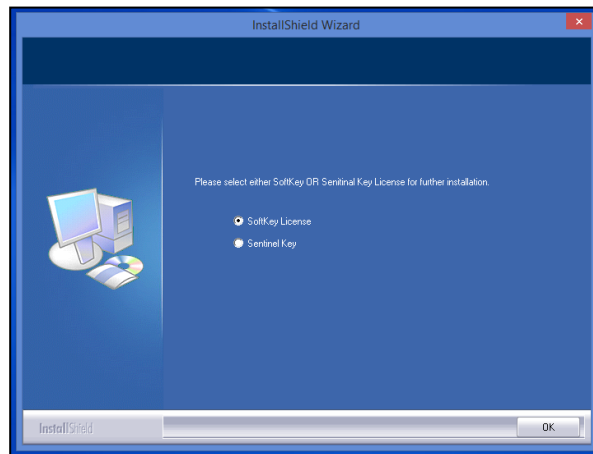 InstallShield Wizard
Please select either SoftKey OR Senitinal Key License for further installation.
SoftKey License
Sentinel Key
InstallShield
OK